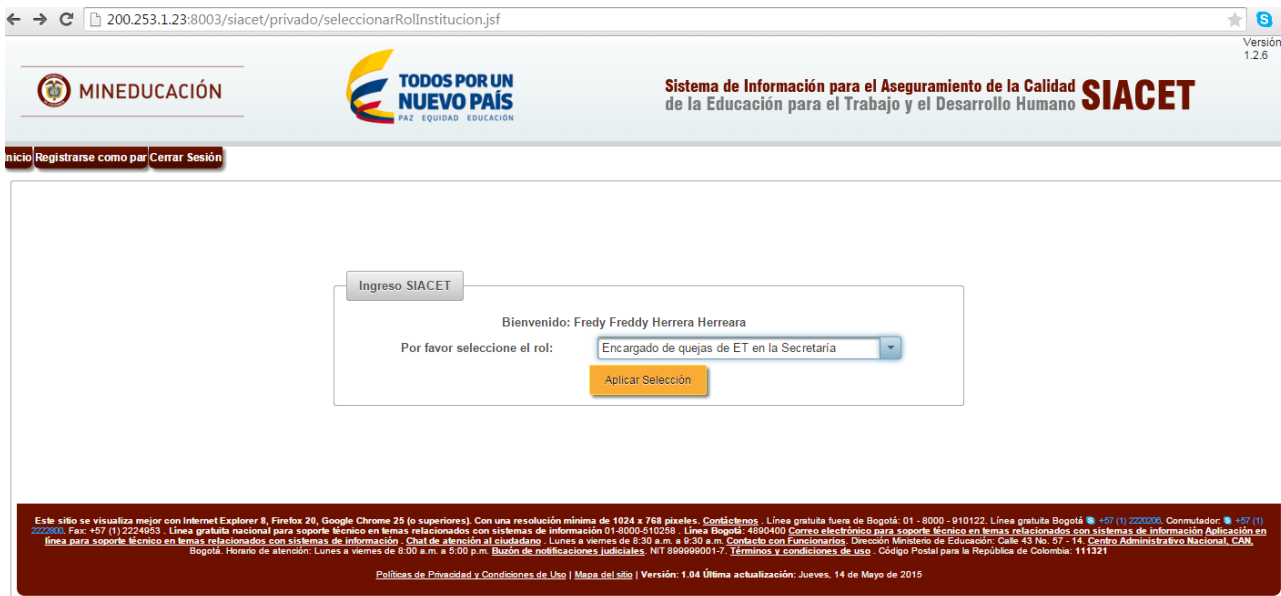 200.253.1.23:8003/siacet/privado/seleccionarRolInstitucion.jsf
Versión
1.2.6
MINEDUCACIÓN
TODOS POR UN
NUEVO PAÍS
PAZ EQUIDAD EDUCACIÓN
Sistema de Información para el Aseguramiento de la Calidad
de la Educación para el Trabajo y el Desarrollo Humano SIACET
nicio Registrarse como par Cerrar Sesión
Ingreso SIACET
Bienvenido: Fredy Freddy Herrera Herreara
Por favor seleccione el rol: Encargado de quejas de ET en la Secretaría
Aplicar Selección
Este sitio se visualiza mejor con Internet Explorer 8, Firefox 20, Google Chrome 25 (o superiores). Con una resolución mínima de 1024 x 768 pixeles. Contáctenos . Línea gratuita fuera de Bogotá: 01 - 8000 - 910122. Línea gratuita Bogotá +57 (1) 2220206. Conmutador: +57 (1)
2222800. Fax: +57 (1) 2224953 . Línea gratuita nacional para soporte técnico en temas relacionados con sistemas de información 01-8000-510258 . Línea Bogotá: 4890400 Correo electrónico para soporte técnico en temas relacionados con sistemas de información Aplicación en
línea para soporte técnico en temas relacionados con sistemas de información . Chat de atención al ciudadano . Lunes a viernes de 8:30 a.m. a 9:30 a.m. Contacto con Funcionarios. Dirección Ministerio de Educación: Calle 43 No. 57 - 14. Centro Administrativo Nacional, CAN,
Bogotá. Horario de atención: Lunes a viernes de 8:00 a.m. a 5:00 p.m. Buzón de notificaciones judiciales. NIT 899999001-7. Términos y condiciones de uso . Código Postal para la República de Colombia: 111321
Políticas de Privacidad y Condiciones de Uso | Mapa del sitio | Versión: 1.04 Última actualización: Jueves, 14 de Mayo de 2015